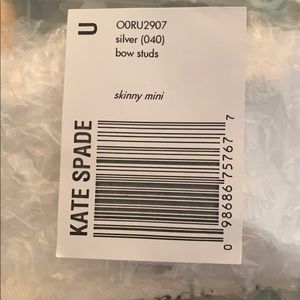 U
O0RU2907
silver (040)
bow studs
skinny mini
KATE SPADE
0 98686 75767 7